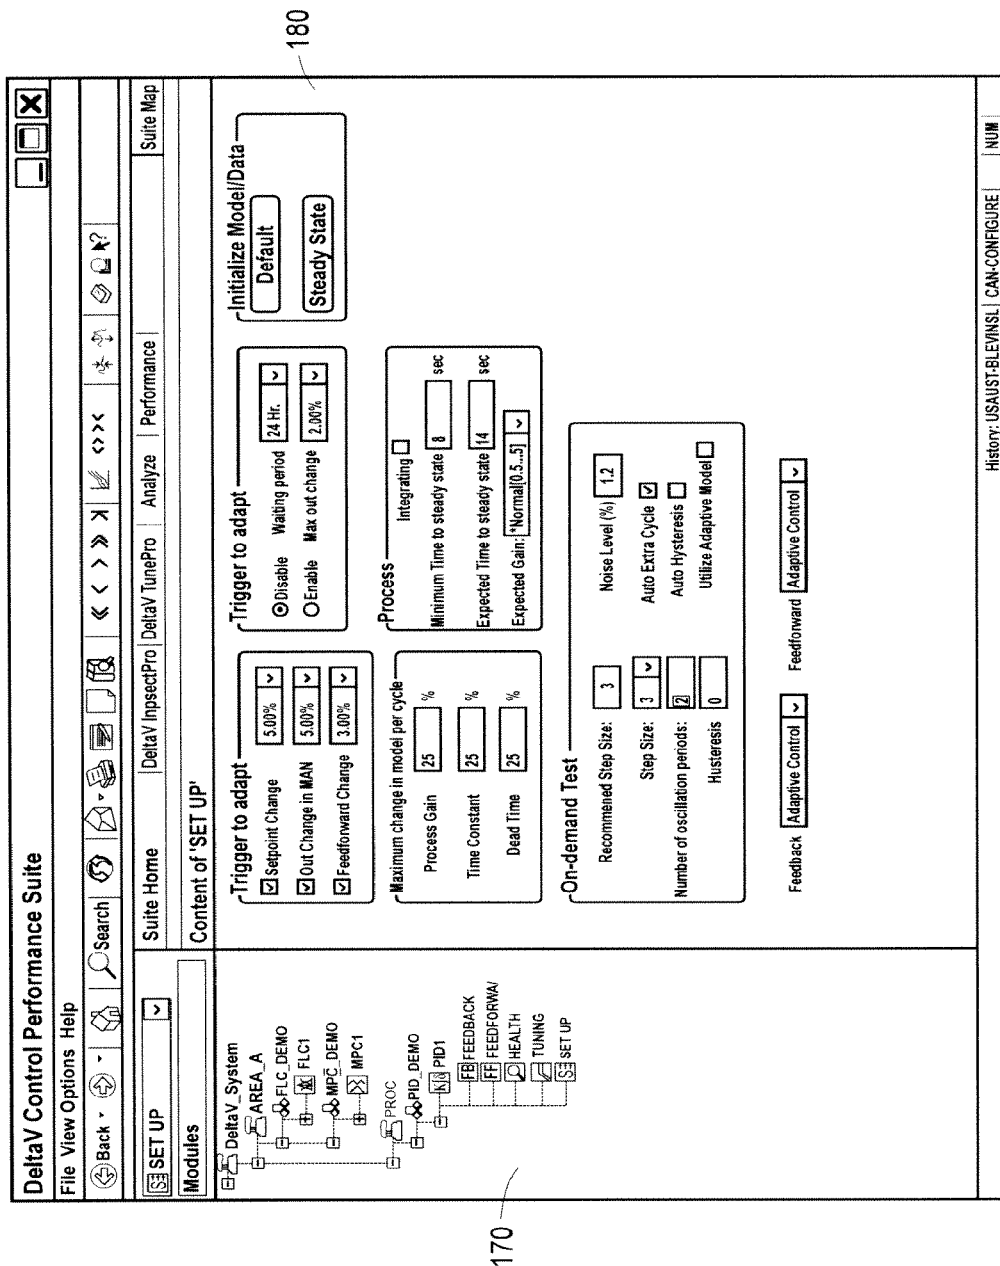 DeltaV Control Performance Suite
File View Options Help
Back Search
SET UP
Suite Home DeltaV InpsectPro DeltaV TunePro Analyze Performance Suite Map
Modules
Content of 'SET UP'
DeltaV_System
AREA_A
FLC_DEMO
FLC1
MPC_DEMO
MPC1
PROC
PID_DEMO
PID1
FB FEEDBACK
FF FEEDFORWA/
HEALTH
TUNING
SET UP
170
Trigger to adapt
Setpoint Change 5.00%
Out Change in MAN 5.00%
Feedforward Change 3.00%
Trigger to adapt
Disable Waiting period 24 Hr.
Enable Max out change 2.00%
Initialize Model/Data
Default
Steady State
180
Maximum change in model per cycle
Process Gain 25 %
Time Constant 25 %
Dead Time 25 %
Process
Integrating
Minimum Time to steady state 8 sec
Expected Time to steady state 14 sec
Expected Gain: *Normal[0.5...5]
On-demand Test
Recommened Step Size: 3 Noise Level (%) 1.2
Step Size: 3 Auto Extra Cycle
Number of oscillation periods: 2 Auto Hysteresis
Husteresis 0 Utilize Adaptive Model
Feedback Adaptive Control Feedforward Adaptive Control
History: USAUST-BLEVINSL CAN-CONFIGURE NUM